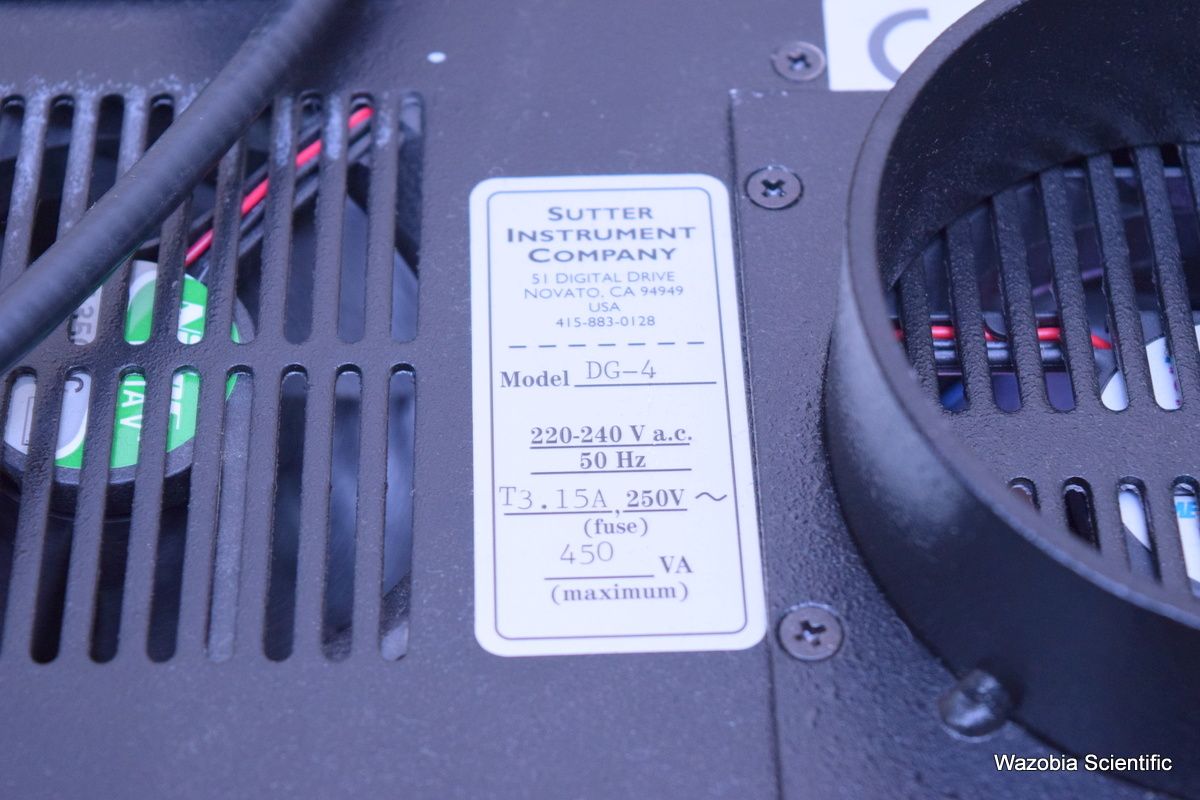 SUTTER
INSTRUMENT
COMPANY
51 DIGITAL DRIVE
NOVATO, CA 94949
USA
415-883-0128
Model DG-4
220-240 V a.c.
50 Hz
T3.15A, 250V ~
(fuse)
450 VA
(maximum)
Wazobia Scientific